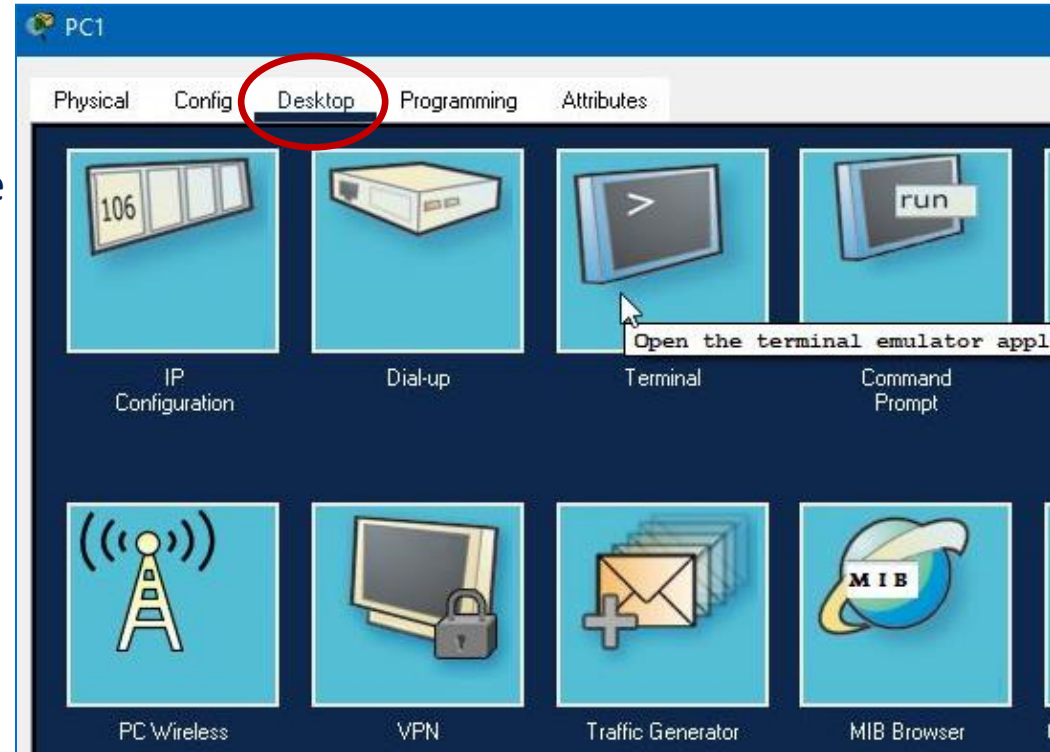 PC1
Physical Config Desktop Programming Attributes
e
106
>
run
Open the terminal emulator appl
IP
Configuration
Dial-up
Terminal
Command
Prompt
MIB
PC Wireless
VPN
Traffic Generator
MIB Browser